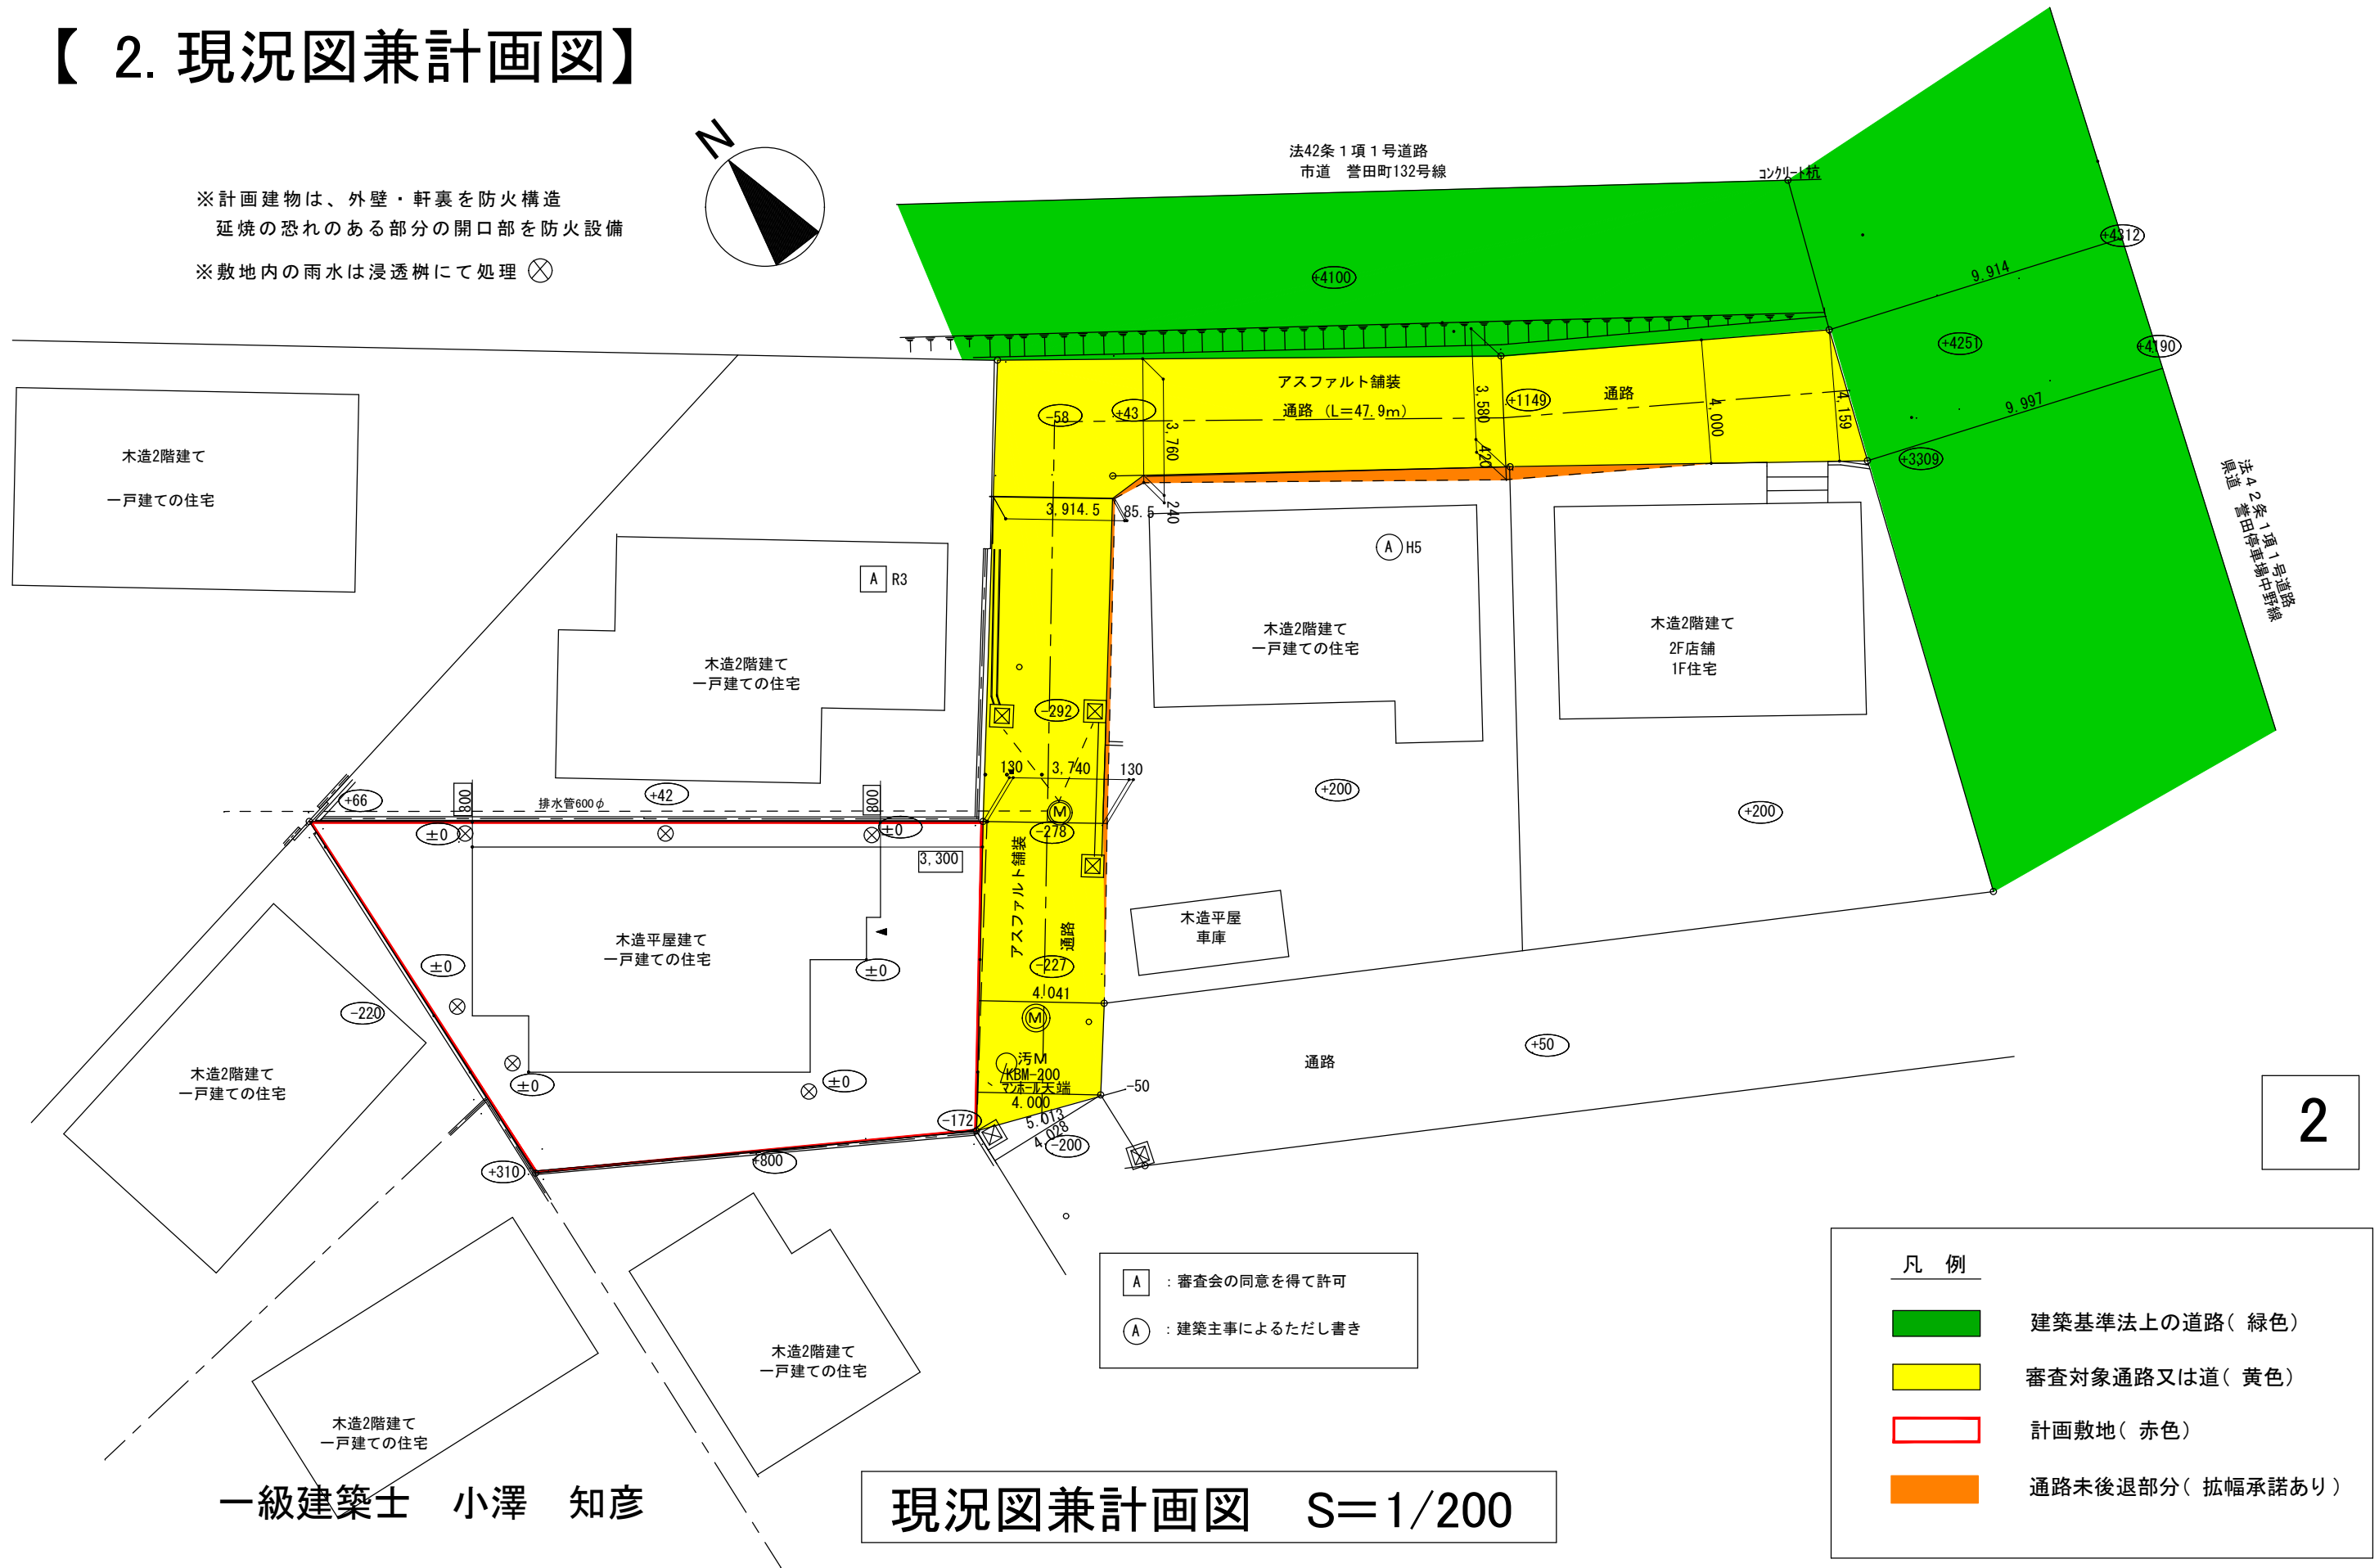 【 2. 現況図兼計画図】
N
※計画建物は、外壁・軒裏を防火構造
延焼の恐れのある部分の開口部を防火設備
※敷地内の雨水は浸透桝にて処理
法42条1項1号道路
市道 誉田町132号線
コンクリート杭
+4100
+4312
9.914
+4251
+4190
9.997
+3309
法42条1項1号道路
県道 誉田停車場中野線
アスファルト舗装
通路 (L=47.9m)
通路
-58
+43
+1149
3,580
420
3,760
240
4,000
4,159
3,914.5
85.5
木造2階建て
一戸建ての住宅
A R3
木造2階建て
一戸建ての住宅
A H5
木造2階建て
一戸建ての住宅
木造2階建て
2F店舗
1F住宅
-292
130
3,740
130
M
-278
+200
+200
+66
800
排水管600φ
+42
800
±0
±0
3,300
アスファルト舗装
通路
木造平屋
車庫
木造平屋建て
一戸建ての住宅
±0
±0
-227
4.041
M
-220
汚M
KBM-200
マンホール天端
4.000
-50
5.013
4.028
-200
通路
+50
±0
±0
-172
+310
+800
木造2階建て
一戸建ての住宅
木造2階建て
一戸建ての住宅
木造2階建て
一戸建ての住宅
2
A :審査会の同意を得て許可
A :建築主事によるただし書き
凡 例
建築基準法上の道路( 緑色)
審査対象通路又は道( 黄色)
計画敷地( 赤色)
通路未後退部分( 拡幅承諾あり)
一級建築士 小澤 知彦
現況図兼計画図 S=1/200